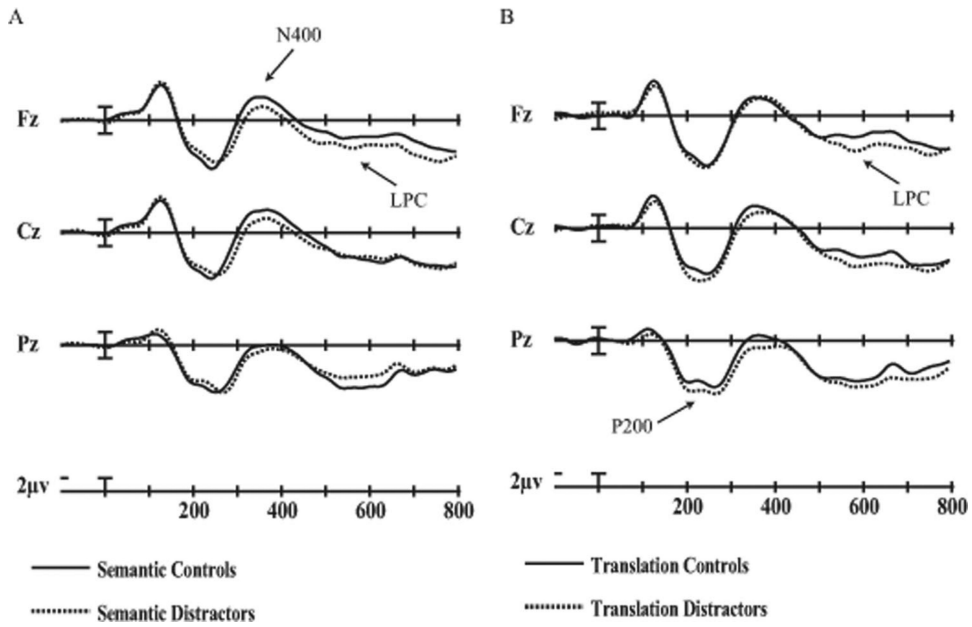 A
N400
Fz
LPC
Cz
Pz
2μv
200 400 600 800
Semantic Controls
Semantic Distractors
B
Fz
LPC
Cz
Pz
P200
2μv
200 400 600 800
Translation Controls
Translation Distractors